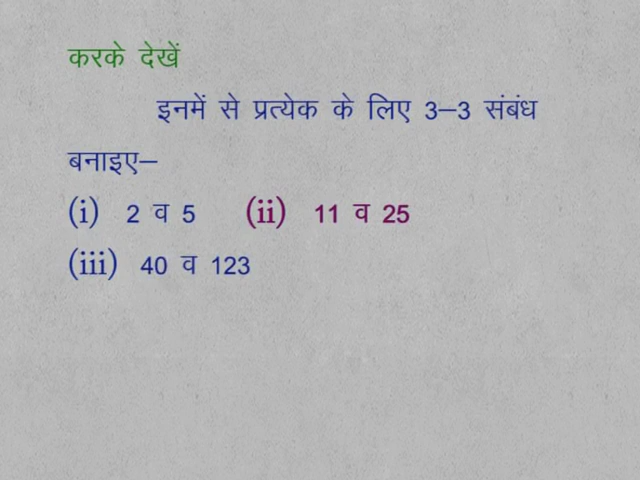 करके देखें
इनमें से प्रत्येक के लिए 3–3 संबंध
बनाइए–
(i) 2 व 5 (ii) 11 व 25
(iii) 40 व 123